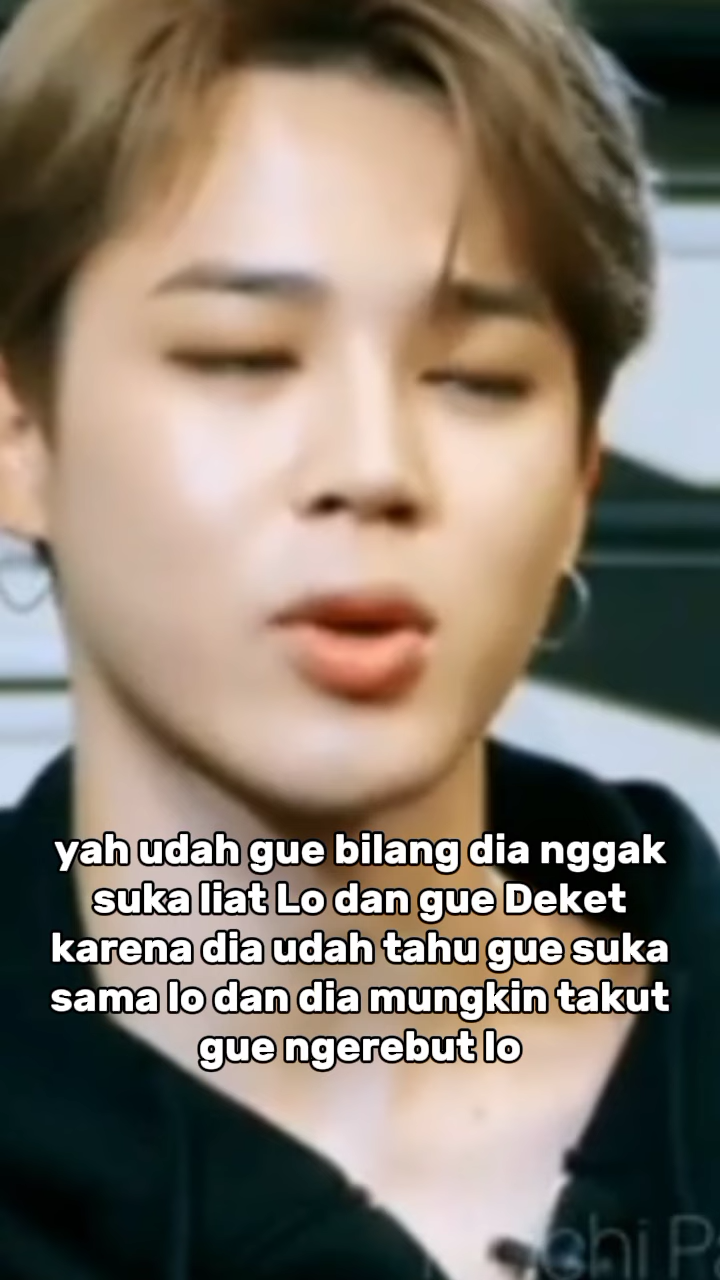 yah udah gue bilang dia nggak
suka liat Lo dan gue Deket
karena dia udah tahu gue suka
sama lo dan dia mungkin takut
gue ngerebut lo